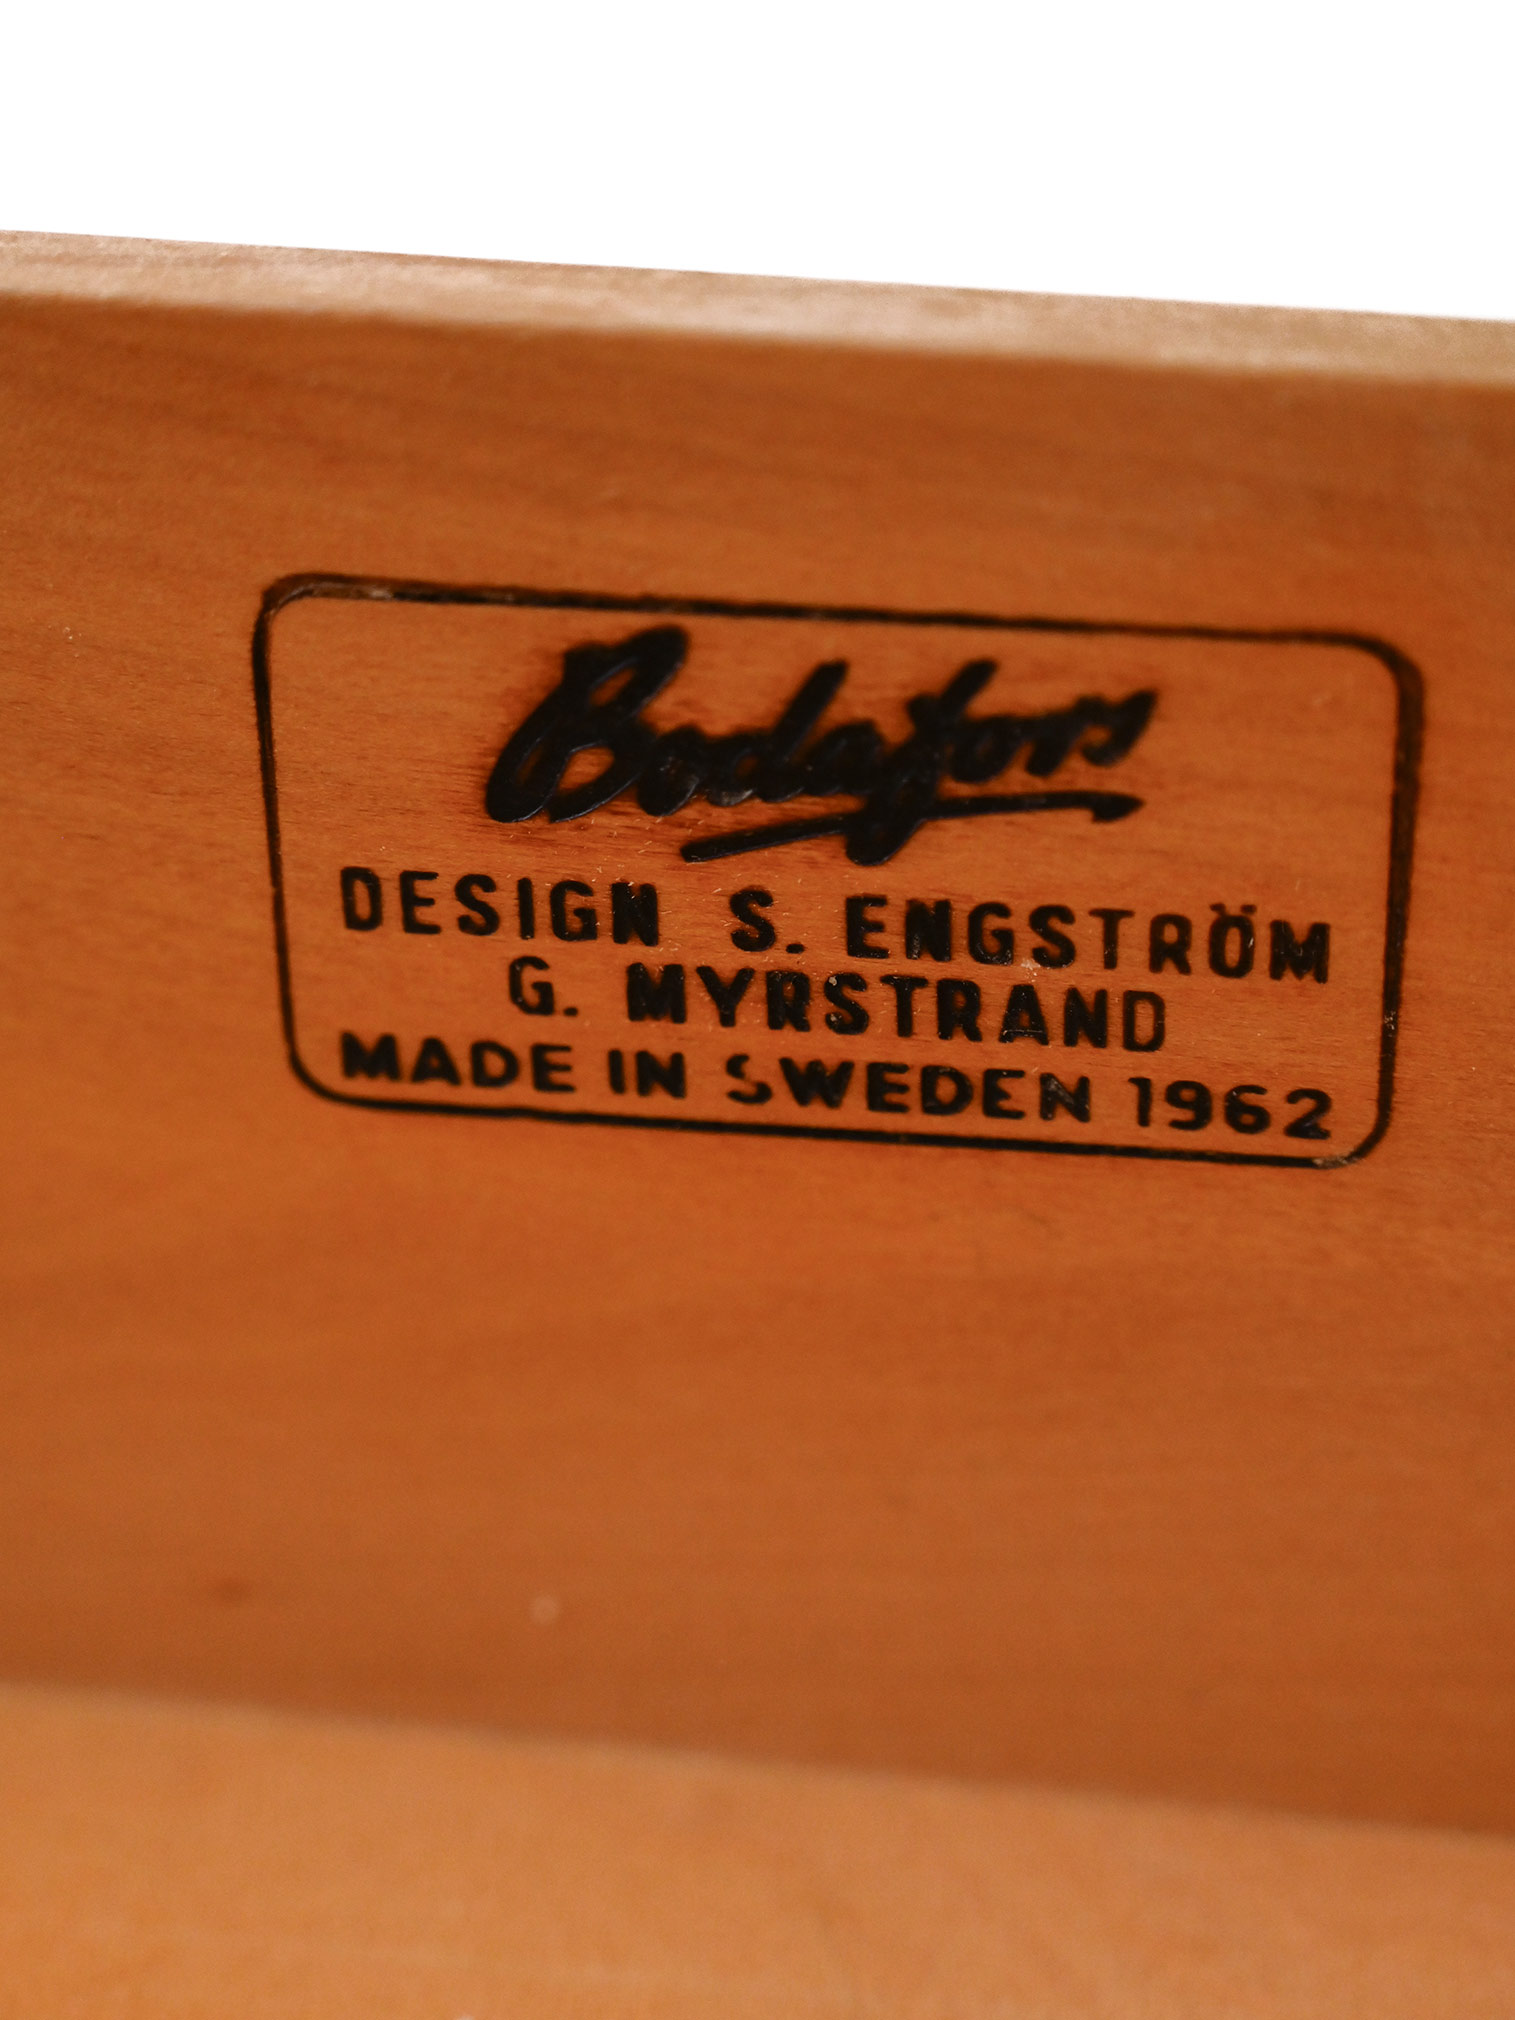 Bodafors
DESIGN S. ENGSTRÖM
G. MYRSTRAND
MADE IN SWEDEN 1962